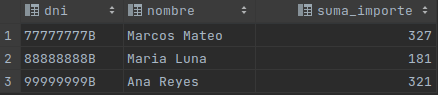 dni nombre suma_importe
1 77777777B Marcos Mateo 327
2 88888888B Maria Luna 181
3 99999999B Ana Reyes 321